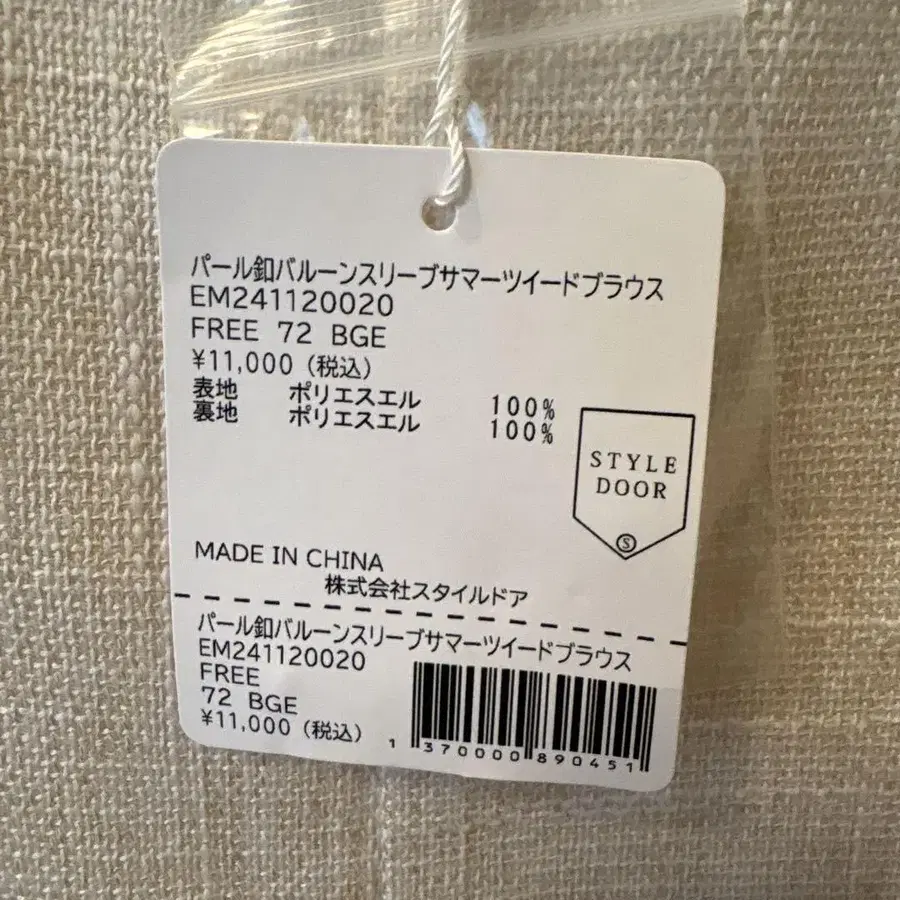 パール釦バルーンスリーブサマーツイードブラウス
EM241120020
FREE 72 BGE
¥11,000 (税込)
表地 ポリエスエル 100%
裏地 ポリエスエル 100%
STYLE
DOOR
S
MADE IN CHINA
株式会社スタイルドア
パール釦バルーンスリーブサマーツイードブラウス
EM241120020
FREE
72 BGE
¥11,000 (税込)
1 370000 890451